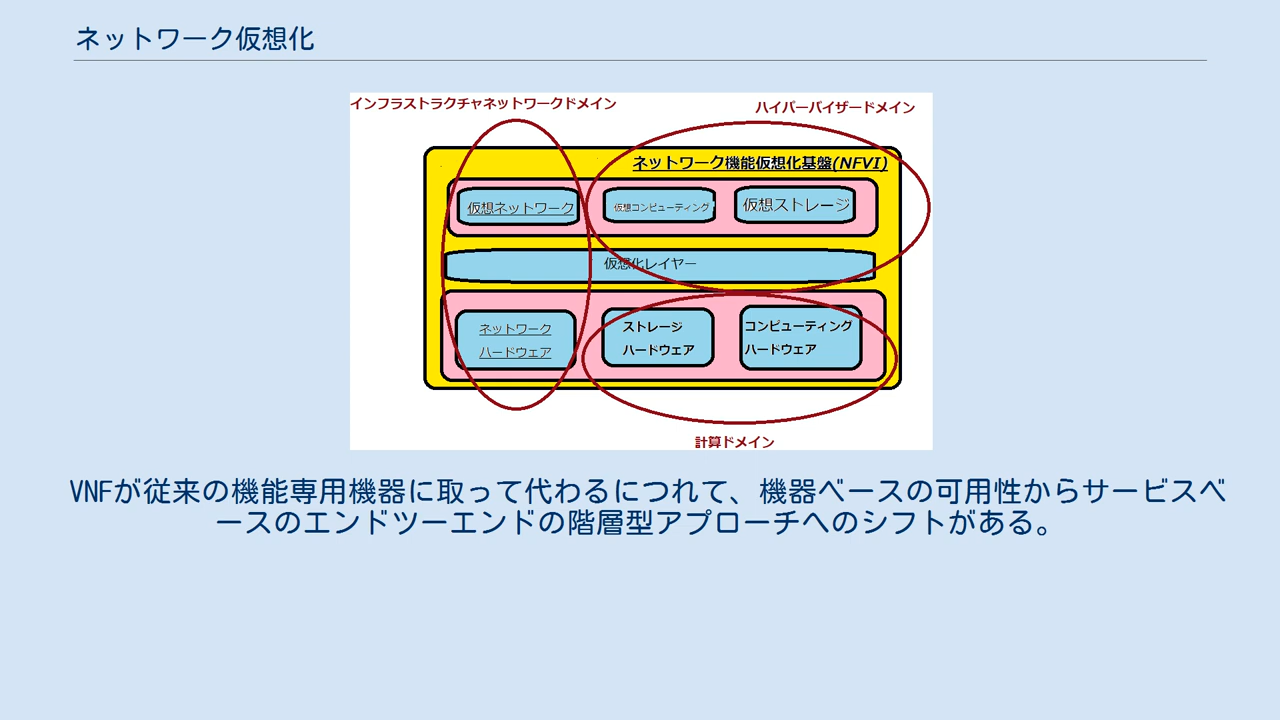 ネットワーク仮想化
インフラストラクチャネットワークドメイン
ハイパーバイザードメイン
ネットワーク機能仮想化基盤(NFVI)
仮想ネットワーク
仮想コンピューティング
仮想ストレージ
仮想化レイヤー
ネットワーク
ハードウェア
ストレージ
ハードウェア
コンピューティング
ハードウェア
計算ドメイン
VNFが従来の機能専用機器に取って代わるにつれて、機器ベースの可用性からサービスベ
ースのエンドツーエンドの階層型アプローチへのシフトがある。